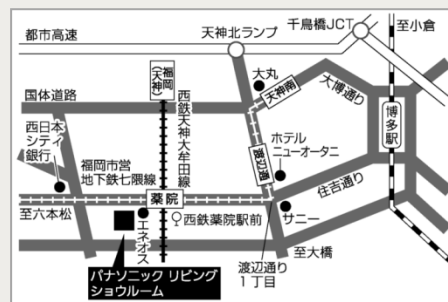 千鳥橋JCT
至小倉
都市高速
天神北ランプ
福岡
(天神)
大丸
天神南
大博通り
国体道路
西鉄天神大牟田線
博多駅
西日本
シティ
銀行
渡辺通
ホテル
ニューオータニ
福岡市営
地下鉄七隈線
住吉通り
薬院
至六本松
エネオス
西鉄薬院駅前
サニー
至大橋
渡辺通り
1丁目
パナソニック リビング
ショウルーム